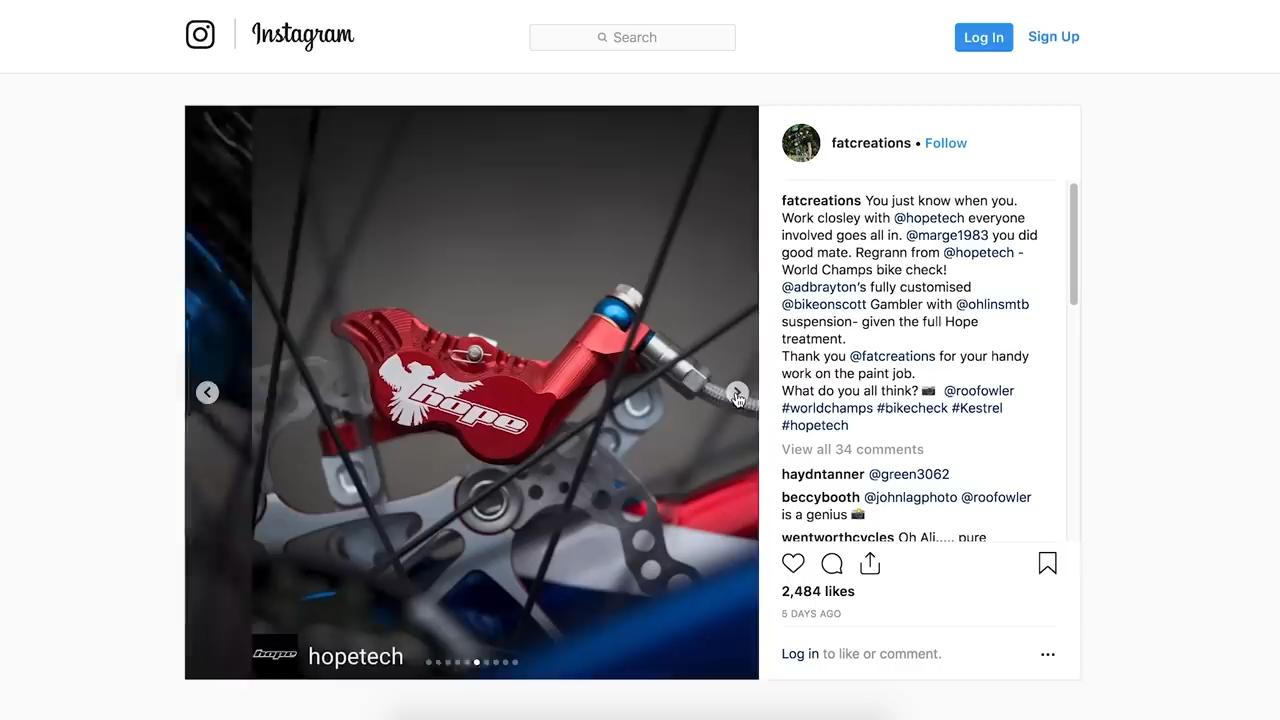 Instagram
Search
Log In
Sign Up
fatcreations • Follow
fatcreations You just know when you.
Work closley with @hopetech everyone
involved goes all in. @marge1983 you did
good mate. Regrann from @hopetech -
World Champs bike check!
@adbrayton's fully customised
@bikeonscott Gambler with @ohlinsmtb
suspension- given the full Hope
treatment.
Thank you @fatcreations for your handy
work on the paint job.
What do you all think? 📷 @roofowler
#worldchamps #bikecheck #Kestrel
#hopetech
View all 34 comments
haydntanner @green3062
beccybooth @johnlagphoto @roofowler
is a genius 📸
wentworthcycles Oh Ali..... pure
2,484 likes
5 DAYS AGO
Log in to like or comment.
hope
hope
hopetech